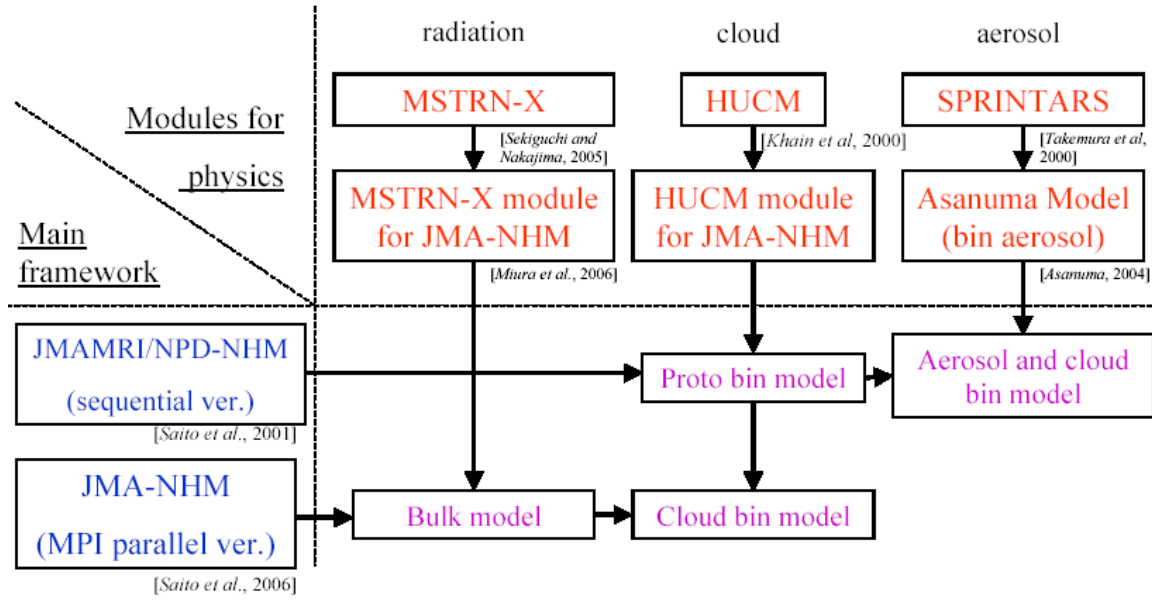 radiation
cloud
aerosol
Modules for
physics
Main
framework
MSTRN-X
HUCM
SPRINTARS
[Sekiguchi and
Nakajima, 2005]
[Khain et al, 2000]
[Takemura et al,
2000]
MSTRN-X module
for JMA-NHM
HUCM module
for JMA-NHM
Asanuma Model
(bin aerosol)
[Miura et al., 2006]
[Asanuma, 2004]
JMAMRI/NPD-NHM
(sequential ver.)
[Saito et al., 2001]
Proto bin model
Aerosol and cloud
bin model
JMA-NHM
(MPI parallel ver.)
[Saito et al., 2006]
Bulk model
Cloud bin model